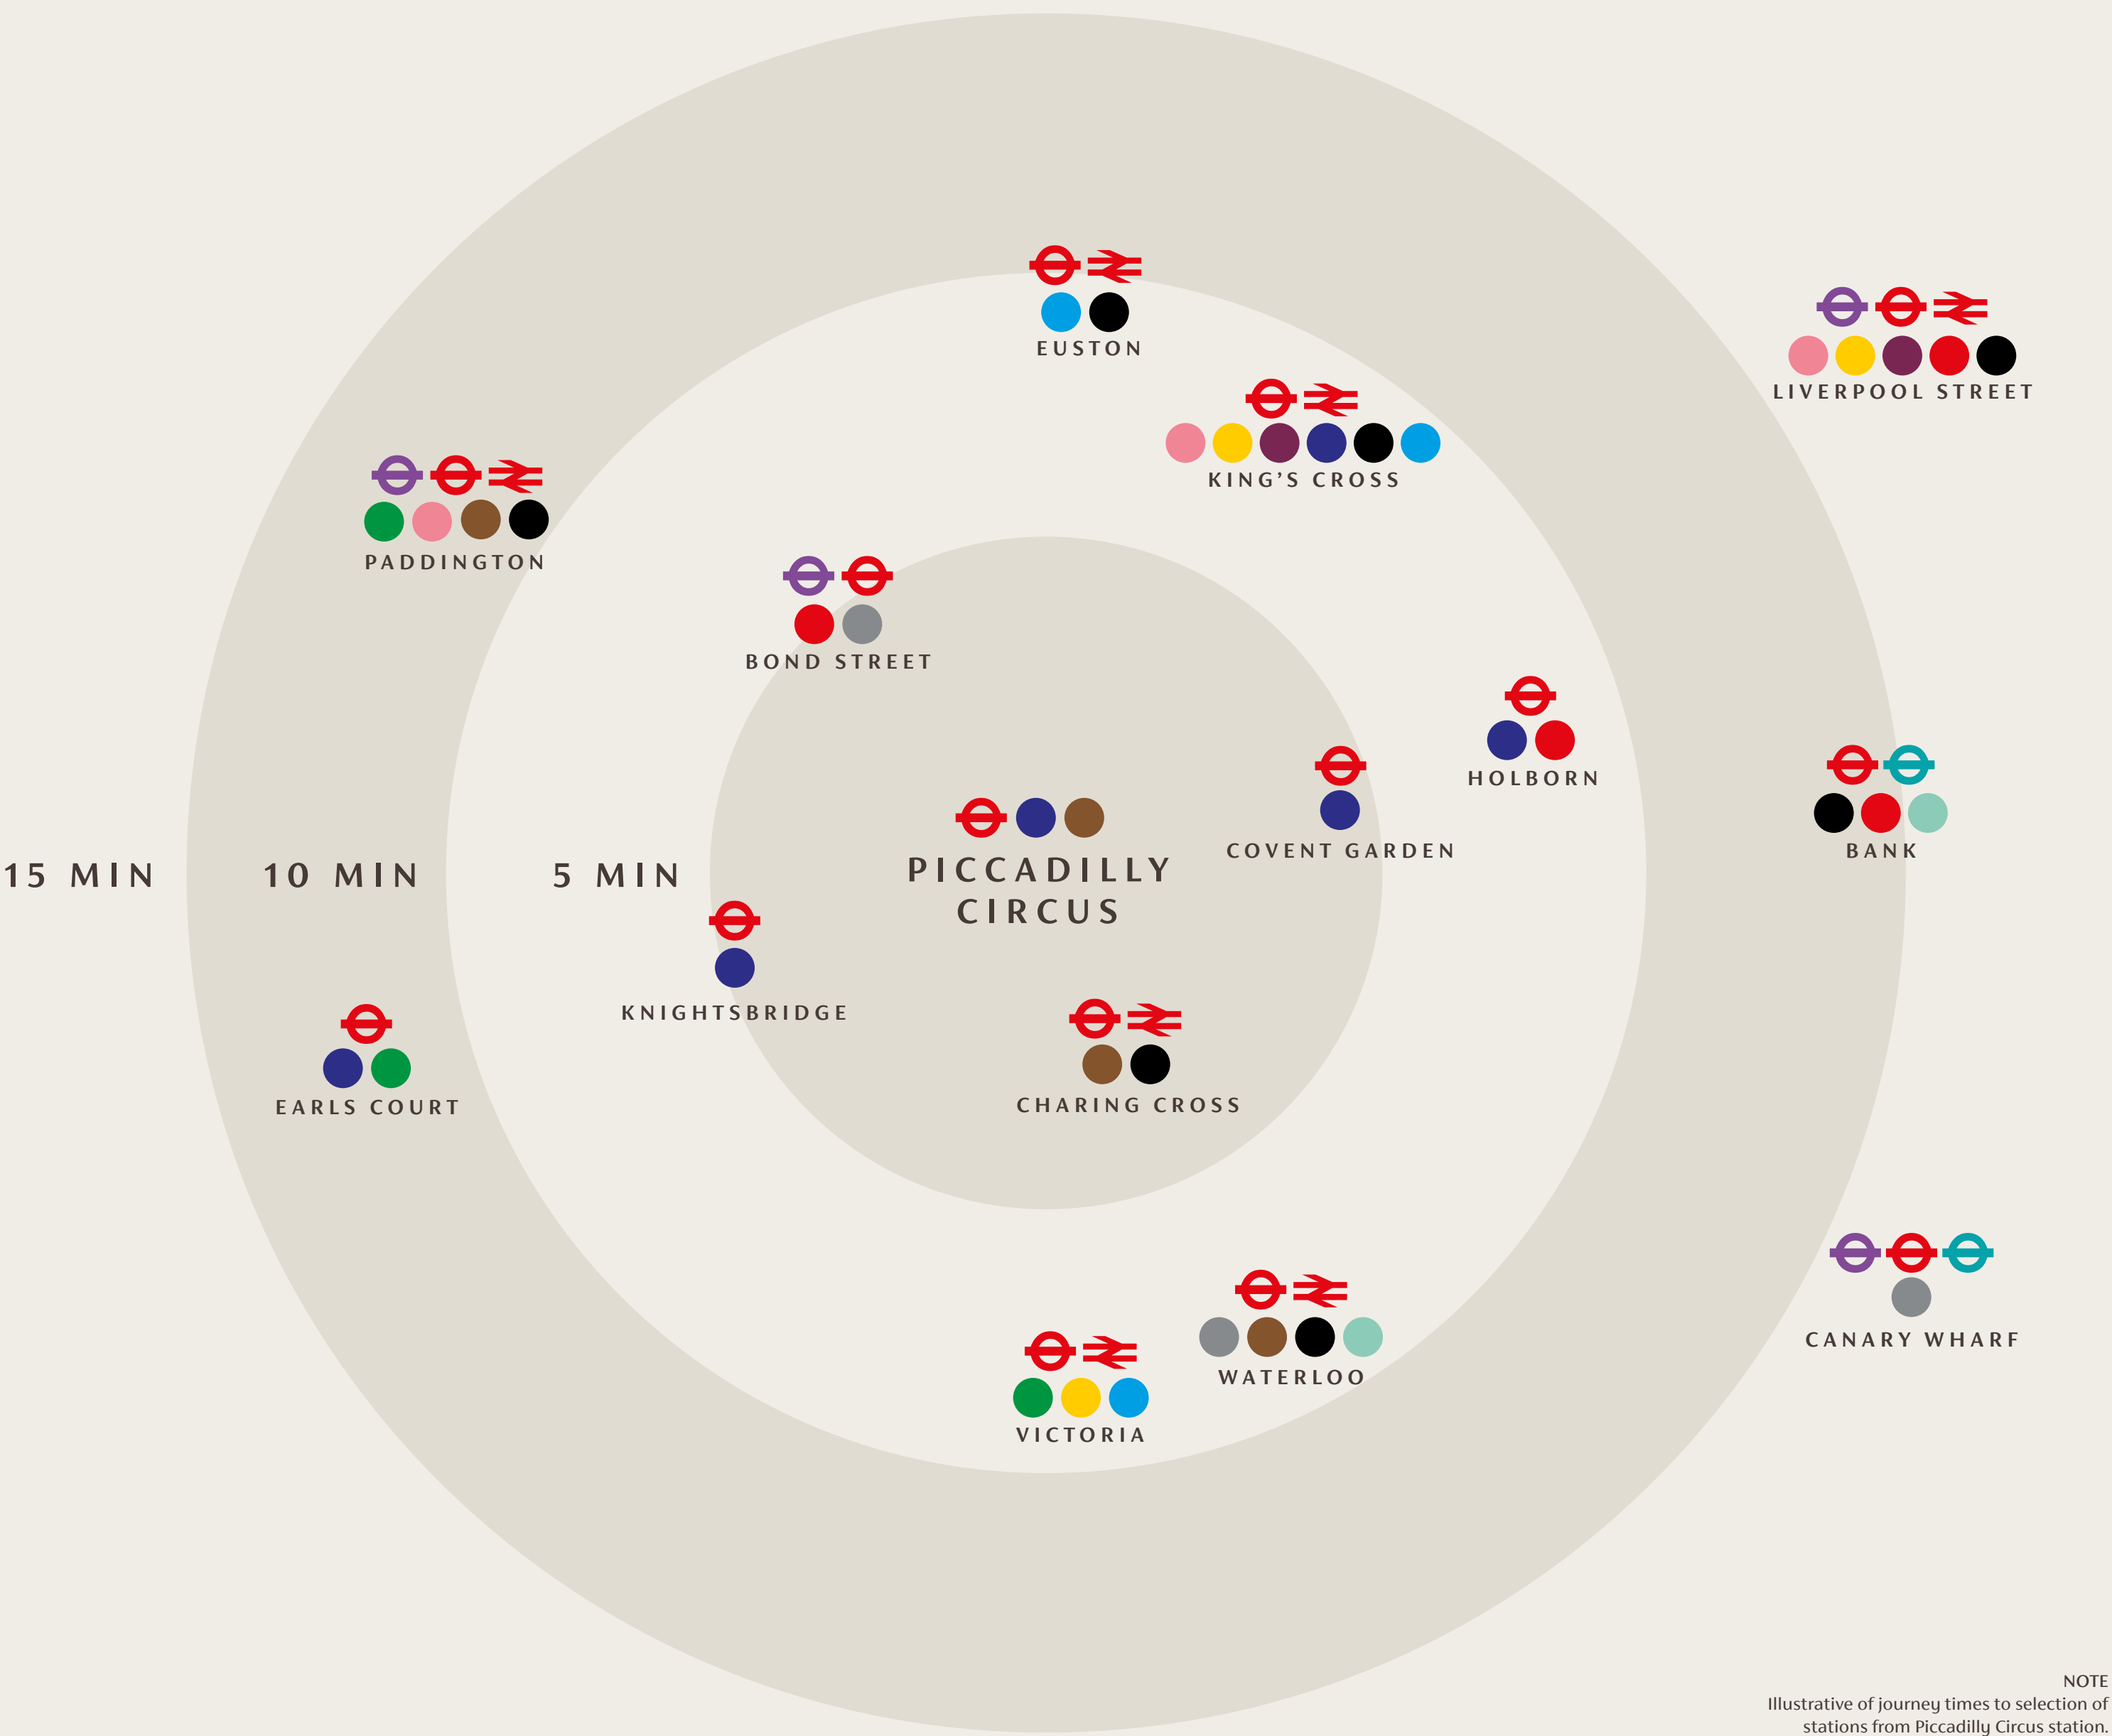 EUSTON
LIVERPOOL STREET
KING’S CROSS
PADDINGTON
BOND STREET
HOLBORN
COVENT GARDEN
BANK
15 MIN
10 MIN
5 MIN
PICCADILLY
CIRCUS
KNIGHTSBRIDGE
EARLS COURT
CHARING CROSS
CANARY WHARF
WATERLOO
VICTORIA
NOTE
Illustrative of journey times to selection of
stations from Piccadilly Circus station.